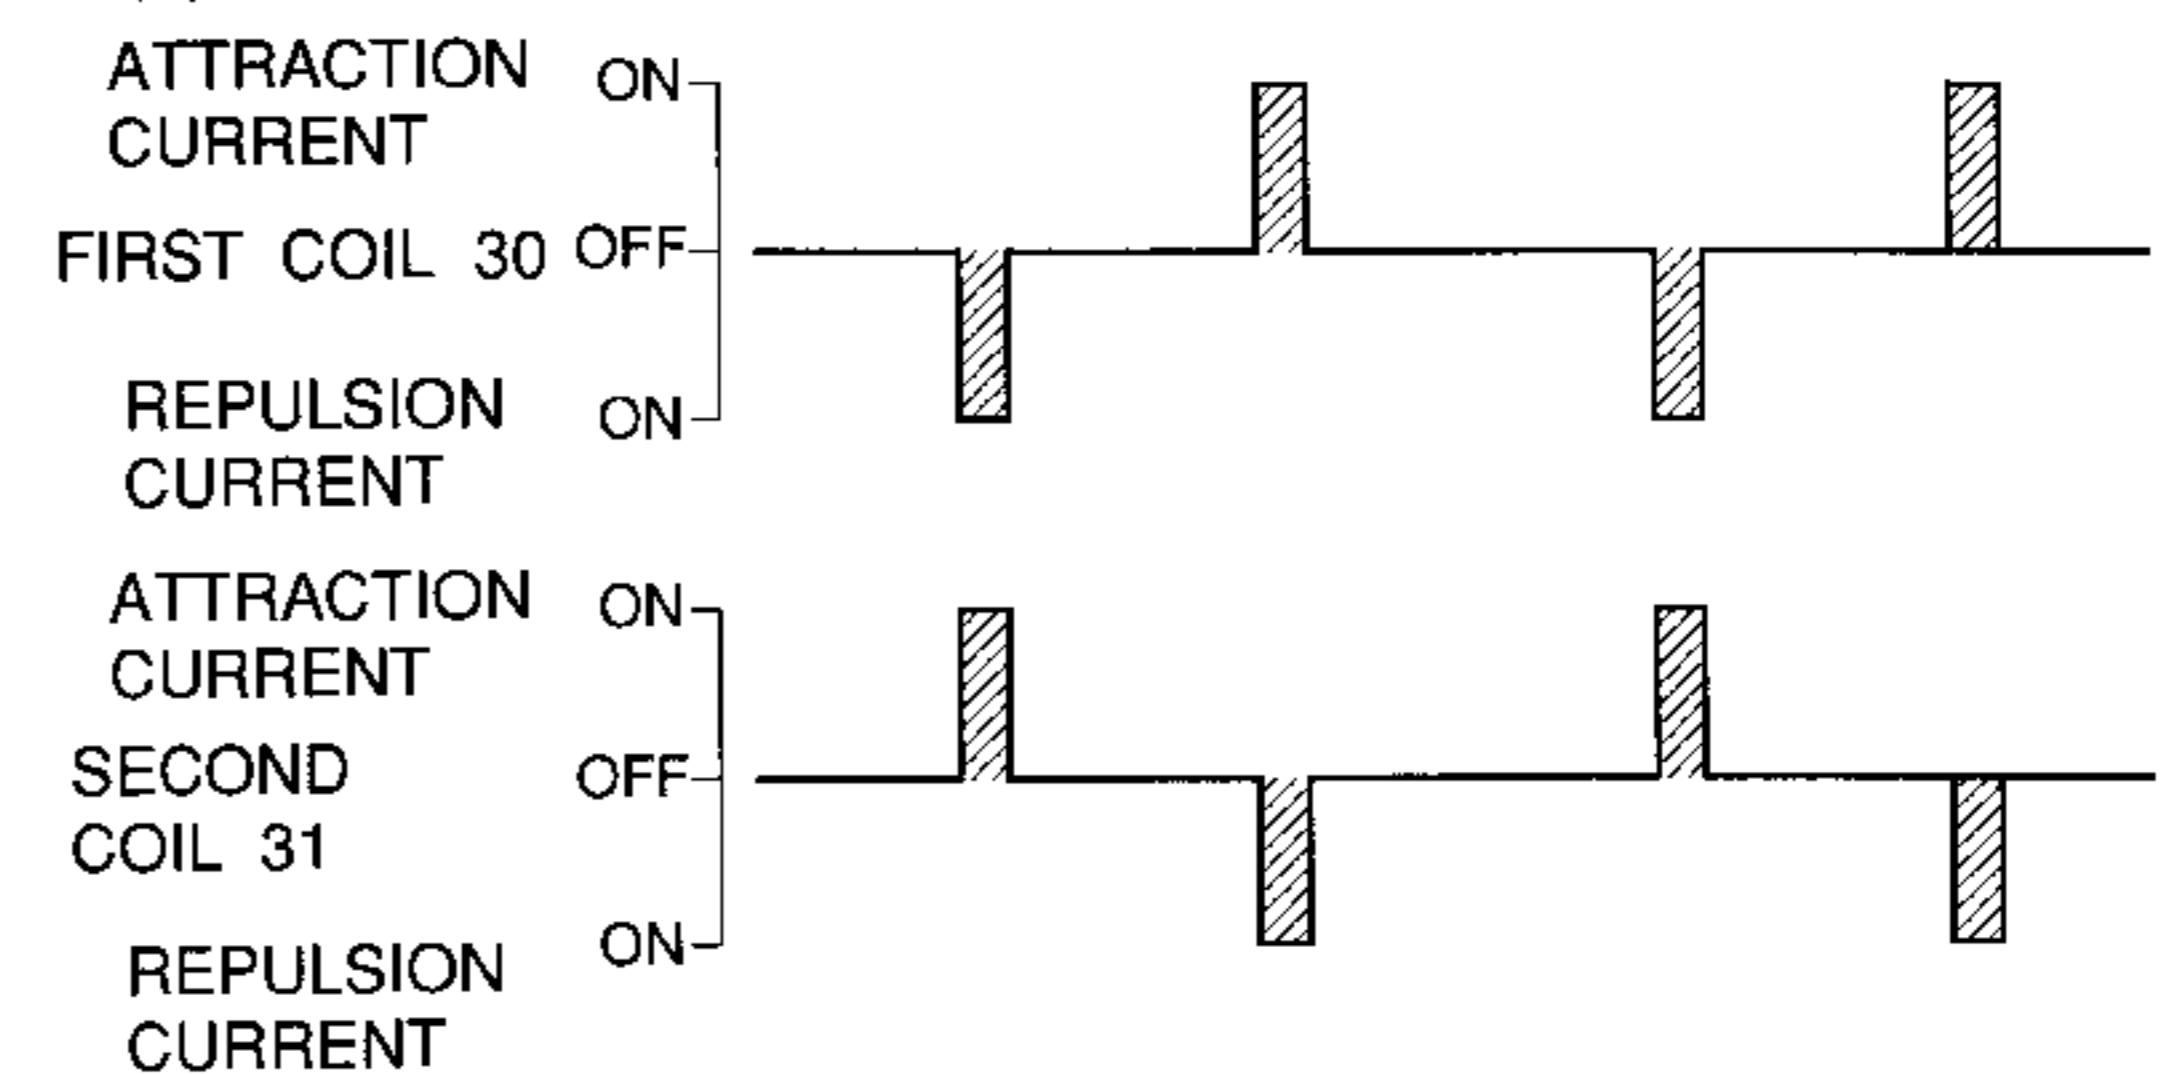 ATTRACTION ON
CURRENT
FIRST COIL 30 OFF
REPULSION ON
CURRENT
ATTRACTION ON
CURRENT
SECOND OFF
COIL 31
REPULSION ON
CURRENT